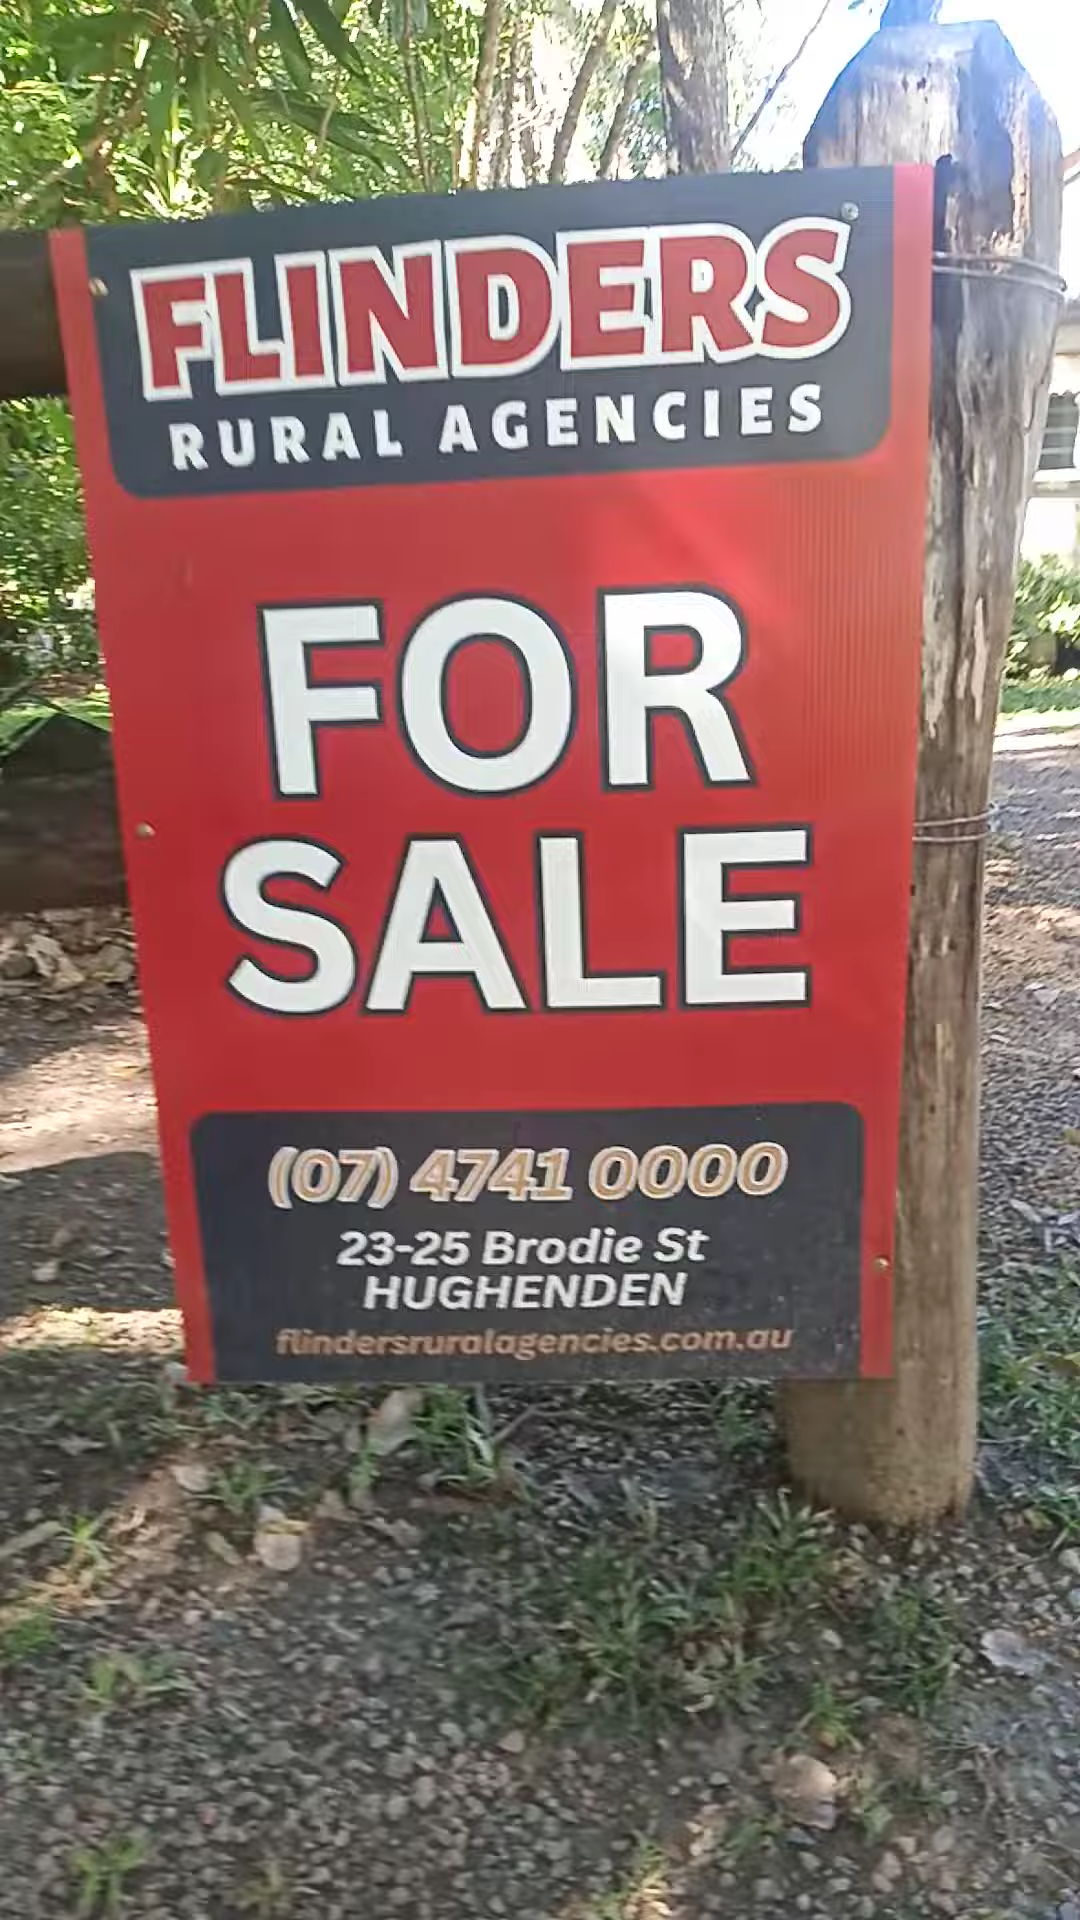 FLINDERS
RURAL AGENCIES
FOR
SALE
(07) 4741 0000
23-25 Brodie St
HUGHENDEN
flindersruralagencies.com.au